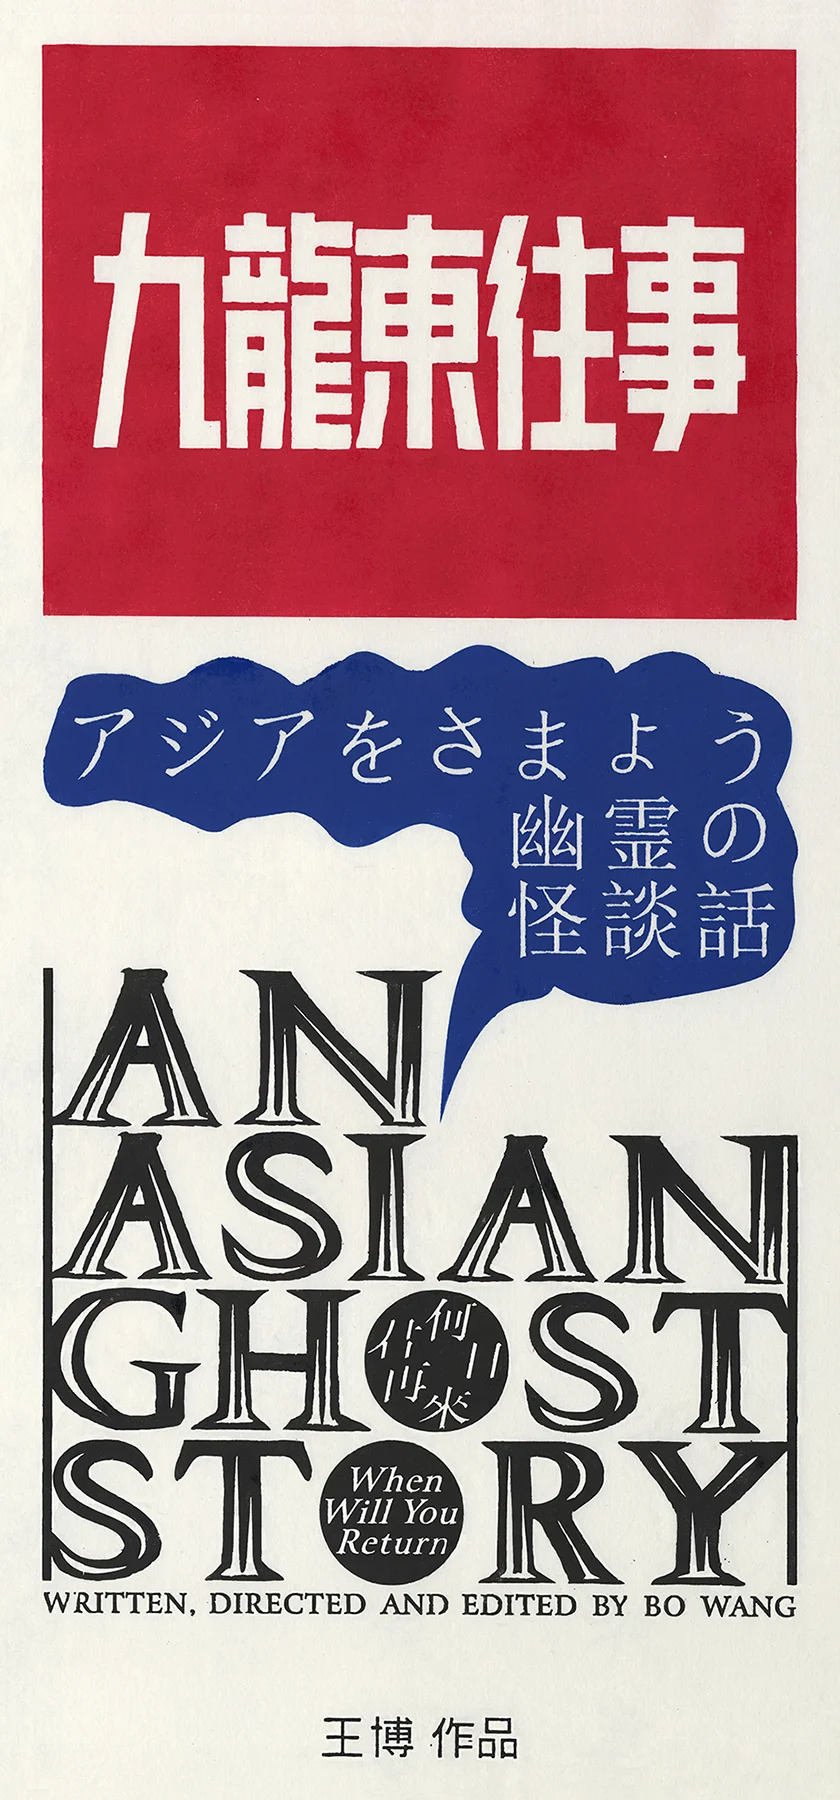 九龍東往事
アジアをさまよう
幽霊の
怪談話
AN
ASIAN
GHOST
STORY
何日君再來
When
Will You
Return
WRITTEN, DIRECTED AND EDITED BY BO WANG
王博 作品